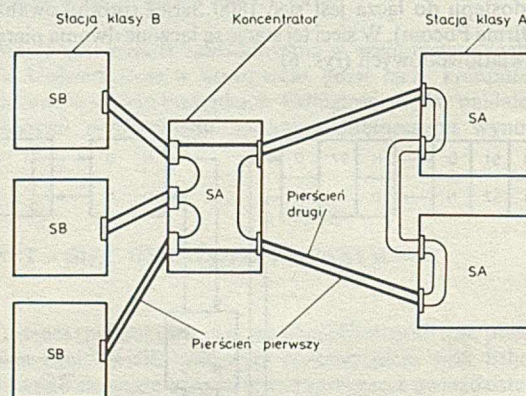 Stacja klasy B
Koncentrator
Stacja klasy A
SB
SA
SA
SB
Pierścień
drugi
SA
SB
Pierścień pierwszy